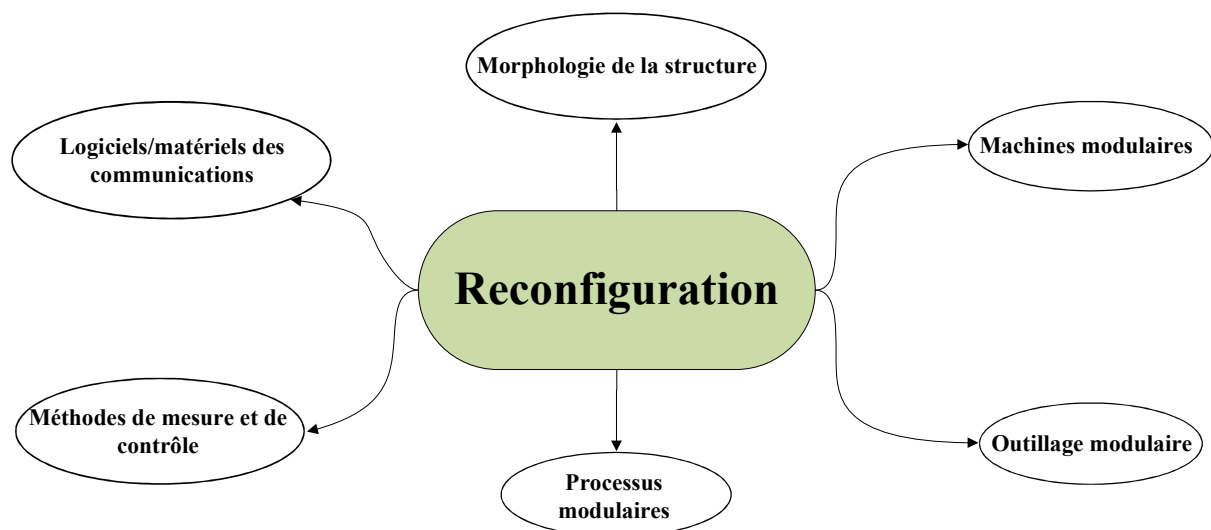 Morphologie de la structure
Logiciels/matériels des
communications
Machines modulaires
Reconfiguration
Méthodes de mesure et de
contrôle
Outillage modulaire
Processus
modulaires